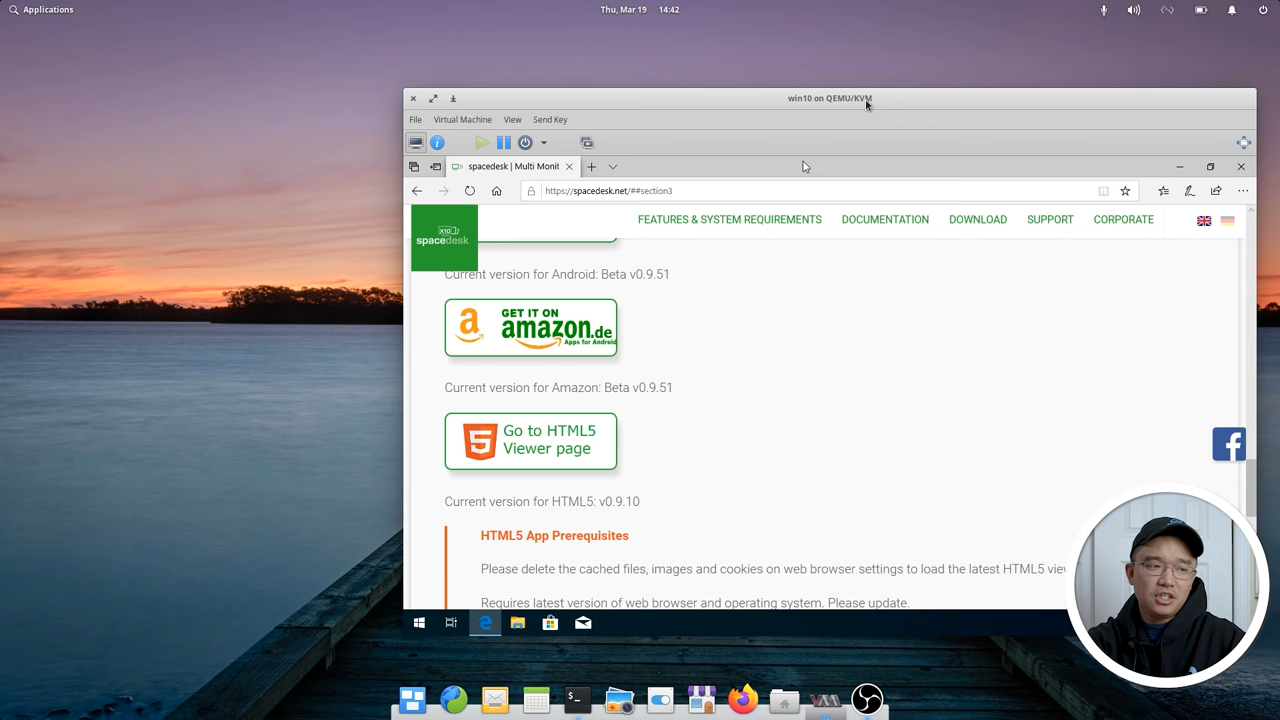 Applications
Thu, Mar 19 14:42
win10 on QEMU/KVM
File Virtual Machine View Send Key
spacedesk | Multi Monit
https://spacedesk.net/##section3
X10
spacedesk
FEATURES & SYSTEM REQUIREMENTS DOCUMENTATION DOWNLOAD SUPPORT CORPORATE
Current version for Android: Beta v0.9.51
a GET IT ON
amazon.de
Apps for Android
Current version for Amazon: Beta v0.9.51
5 Go to HTML5
Viewer page
Current version for HTML5: v0.9.10
HTML5 App Prerequisites
Please delete the cached files, images and cookies on web browser settings to load the latest HTML5 vie
Requires latest version of web browser and operating system. Please update.